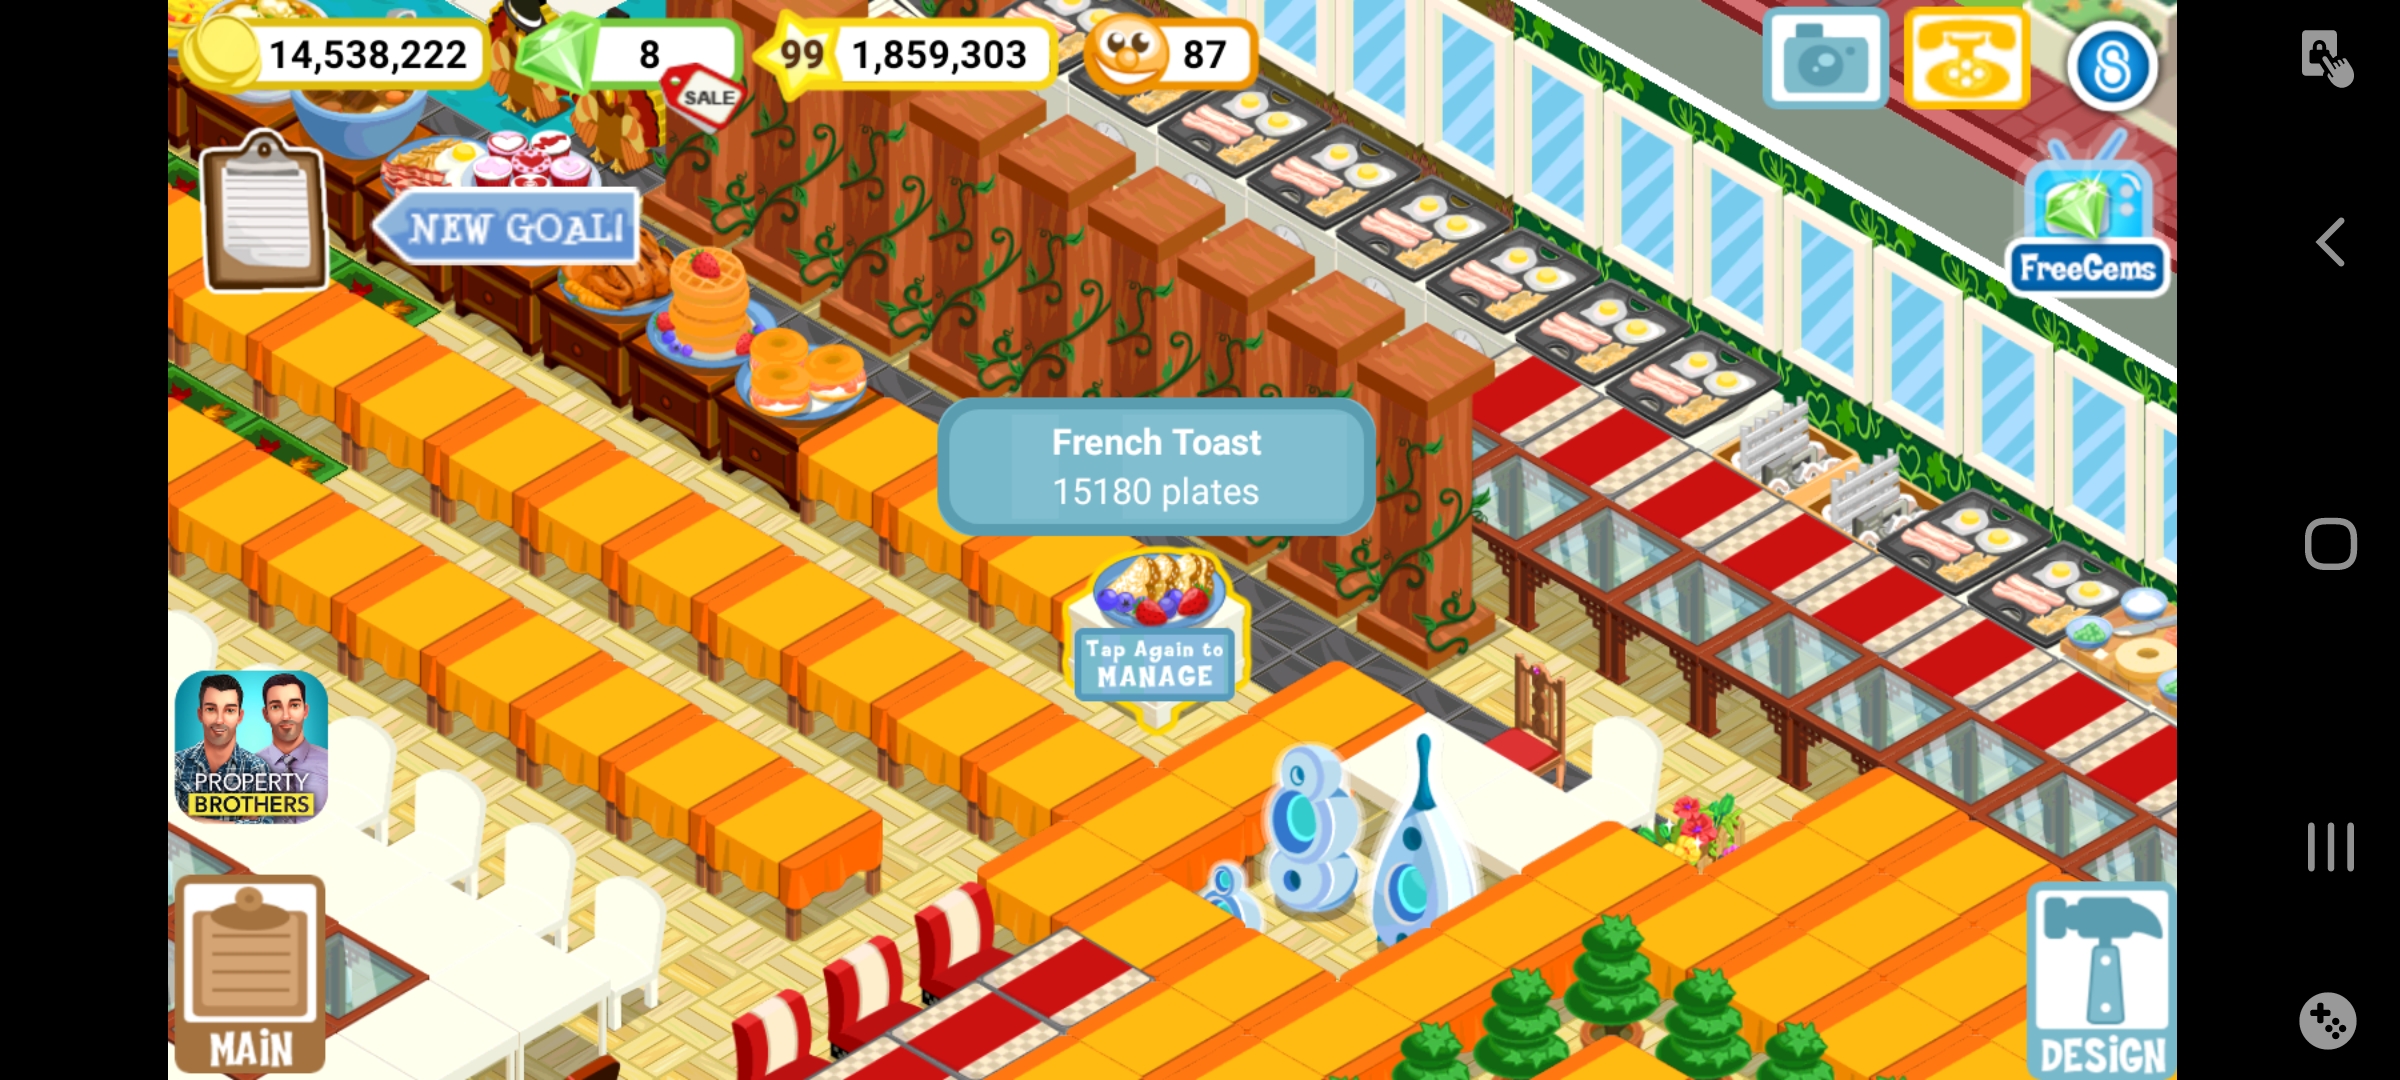 14,538,222
8
SALE
99
1,859,303
87
NEW GOAL!
FreeGems
French Toast
15180 plates
Tap Again to
MANAGE
PROPERTY
BROTHERS
MAIN
DESIGN